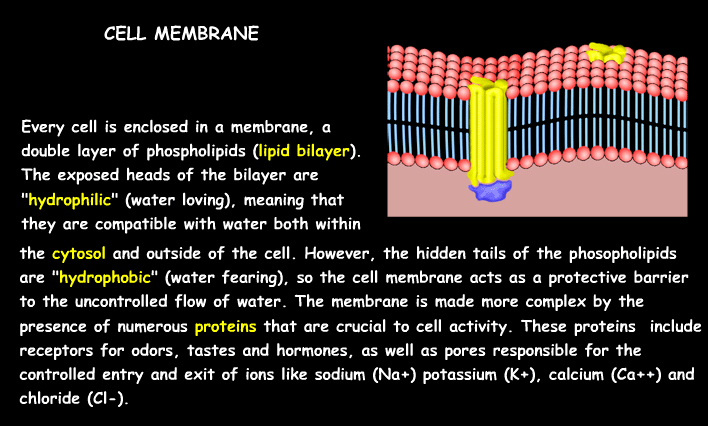 CELL MEMBRANE
Every cell is enclosed in a membrane, a
double layer of phospholipids (lipid bilayer).
The exposed heads of the bilayer are
"hydrophilic" (water loving), meaning that
they are compatible with water both within
the cytosol and outside of the cell. However, the hidden tails of the phosopholipids
are "hydrophobic" (water fearing), so the cell membrane acts as a protective barrier
to the uncontrolled flow of water. The membrane is made more complex by the
presence of numerous proteins that are crucial to cell activity. These proteins include
receptors for odors, tastes and hormones, as well as pores responsible for the
controlled entry and exit of ions like sodium (Na+) potassium (K+), calcium (Ca++) and
chloride (Cl-).